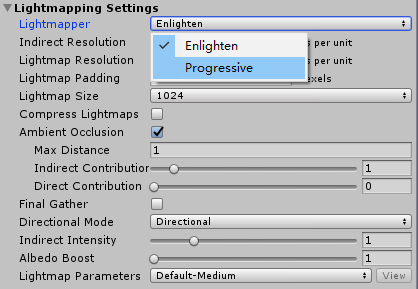 Lightmapping Settings
Lightmapper Enlighten
Enlighten
Progressive
Indirect Resolution s per unit
Lightmap Resolution s per unit
Lightmap Padding exels
Lightmap Size 1024
Compress Lightmaps
Ambient Occlusion
Max Distance 1
Indirect Contribution 1
Direct Contribution 0
Final Gather
Directional Mode Directional
Indirect Intensity 1
Albedo Boost 1
Lightmap Parameters Default-Medium View